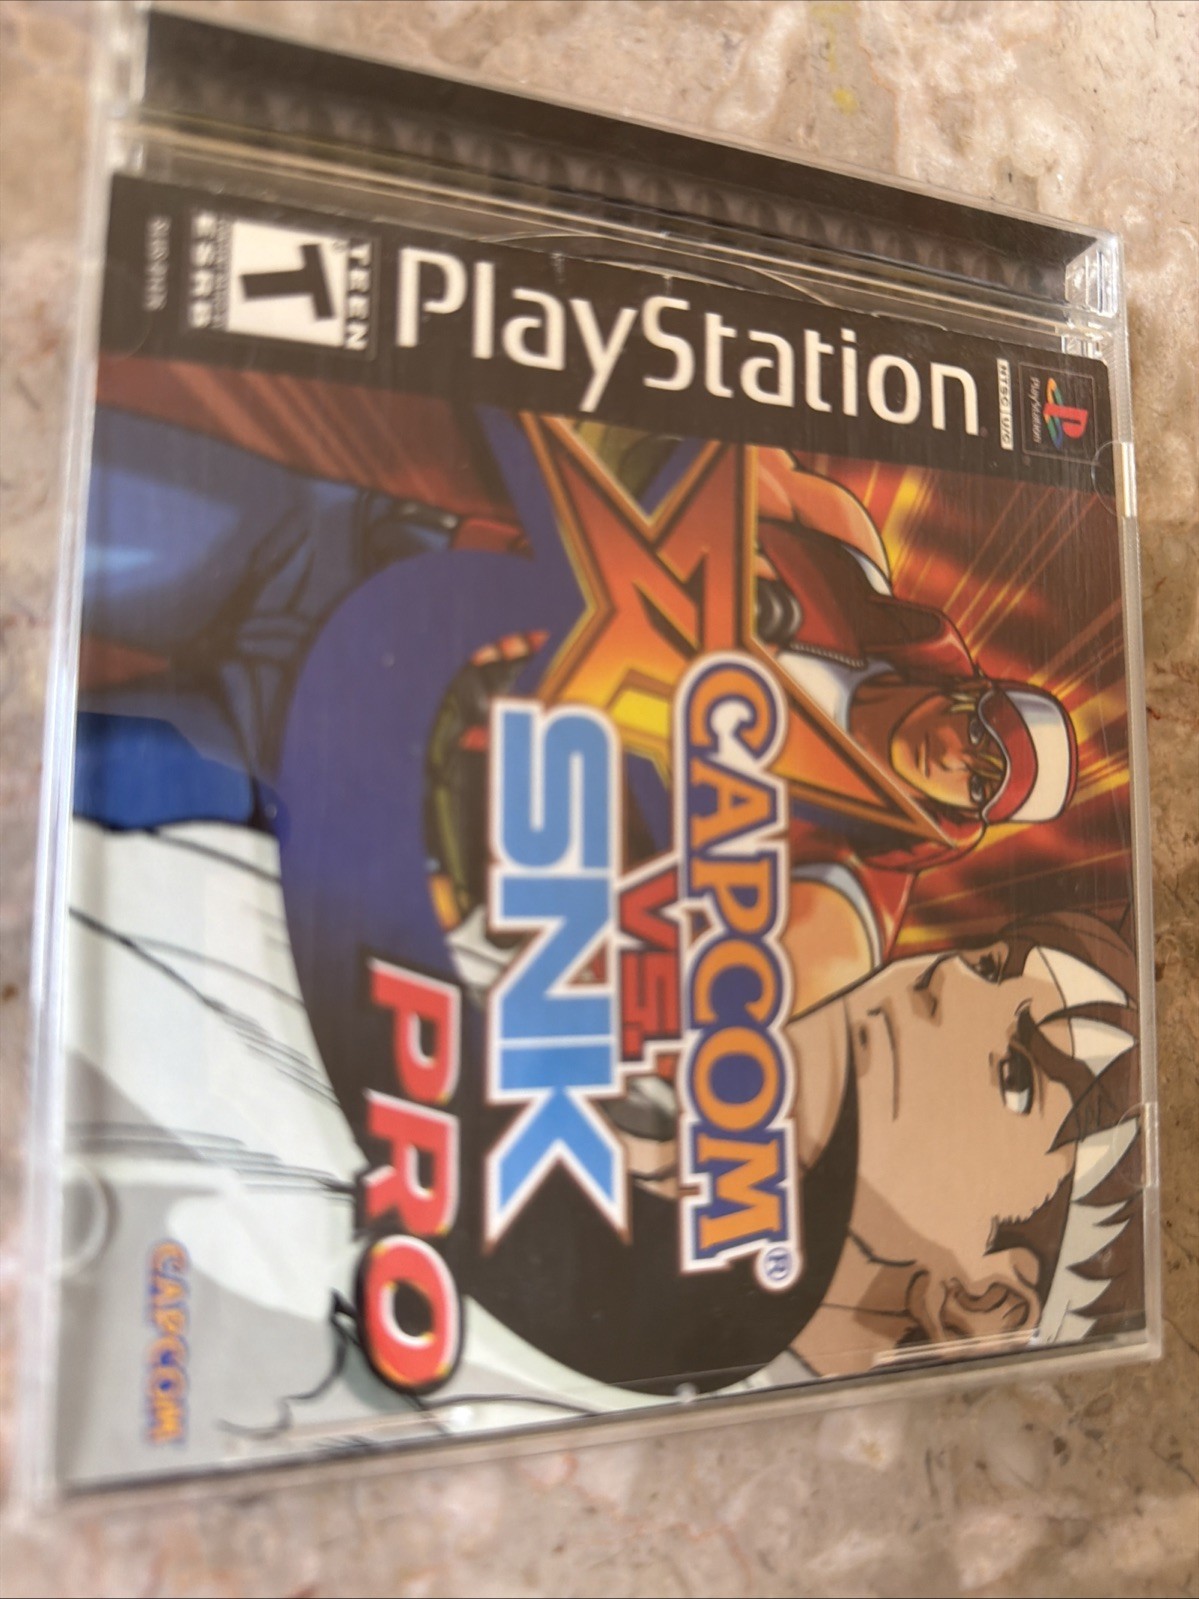 PlayStation
NTSC U/C
PlayStation
TEEN
T
ESRB
CAPCOM®
VS.
SNK
PRO
CAPCOM